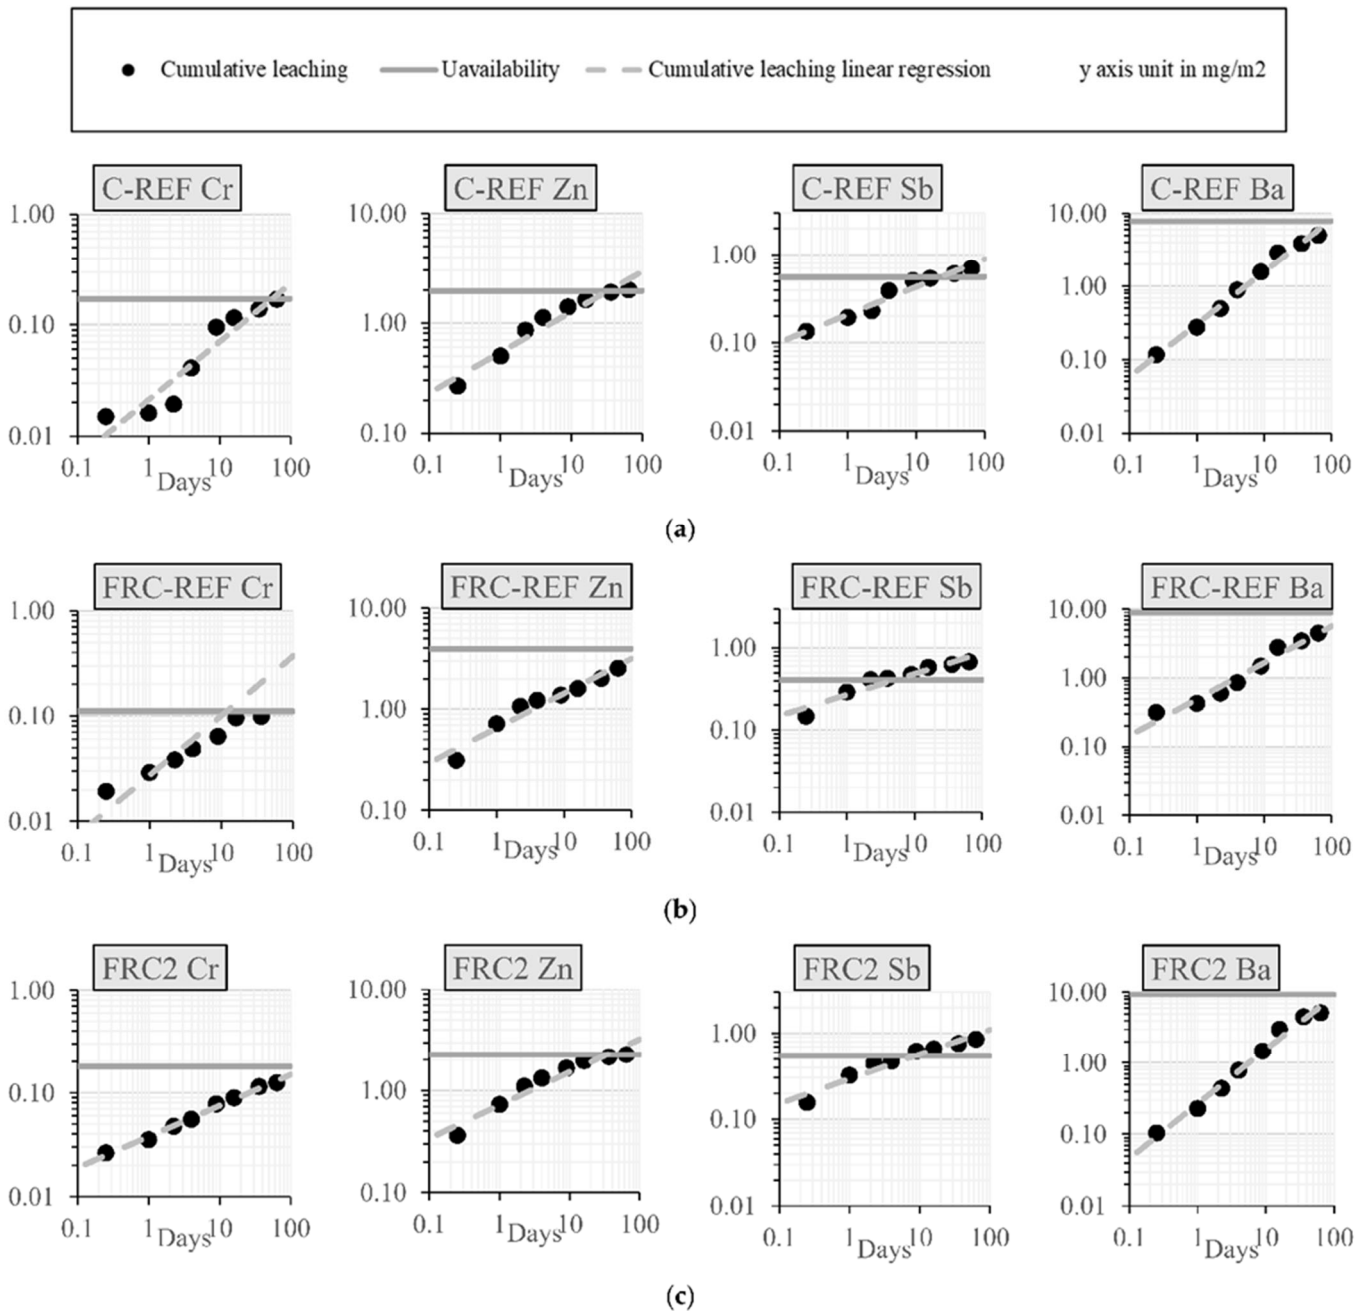 Cumulative leaching Uavailability Cumulative leaching linear regression y axis unit in mg/m2
C-REF Cr C-REF Zn C-REF Sb C-REF Ba
1.00 10.00 1.00 10.00
0.10 1.00 0.10 1.00
0.01 0.10 0.01 0.10
0.01
0.1 1 10 100 0.1 1 10 100 0.1 1 10 100 0.1 1 10 100
Days Days Days Days
(a)
FRC-REF Cr FRC-REF Zn FRC-REF Sb FRC-REF Ba
1.00 10.00 1.00 10.00
0.10 1.00 0.10 1.00
0.01 0.10 0.01 0.10
0.01
0.1 1 10 100 0.1 1 10 100 0.1 1 10 100 0.1 1 10 100
Days Days Days Days
(b)
FRC2 Cr FRC2 Zn FRC2 Sb FRC2 Ba
1.00 10.00 1.00 10.00
0.10 1.00 0.10 1.00
0.01 0.10 0.01 0.10
0.01
0.1 1 10 100 0.1 1 10 100 0.1 1 10 100 0.1 1 10 100
Days Days Days Days
(c)